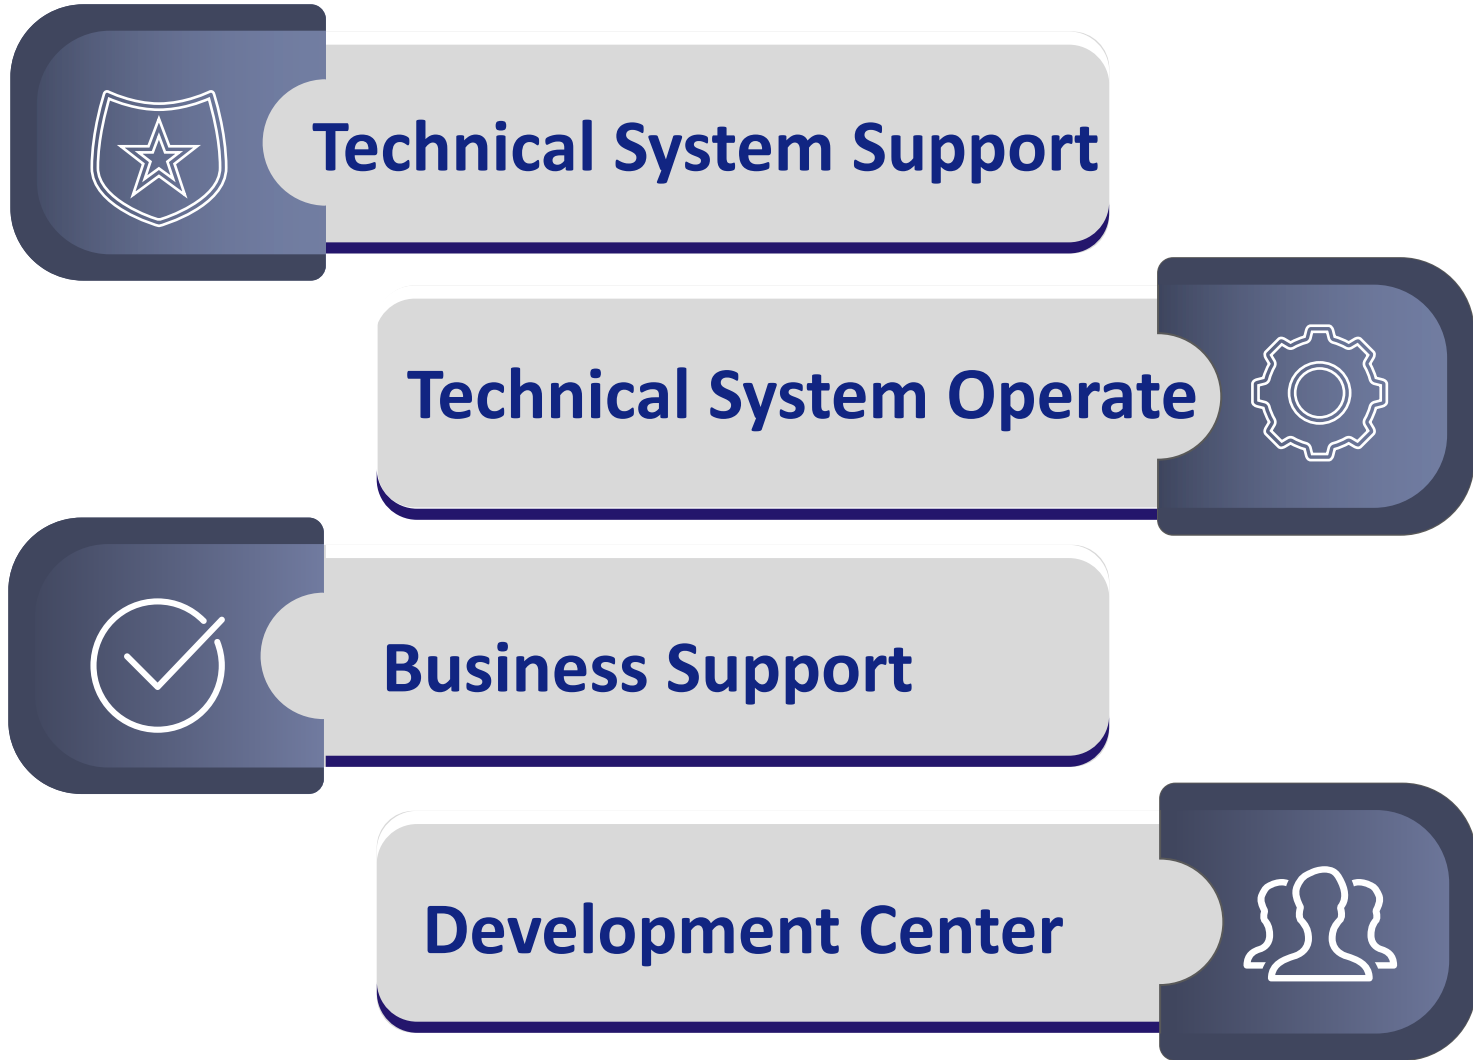 Technical System Support
Technical System Operate
Business Support
Development Center